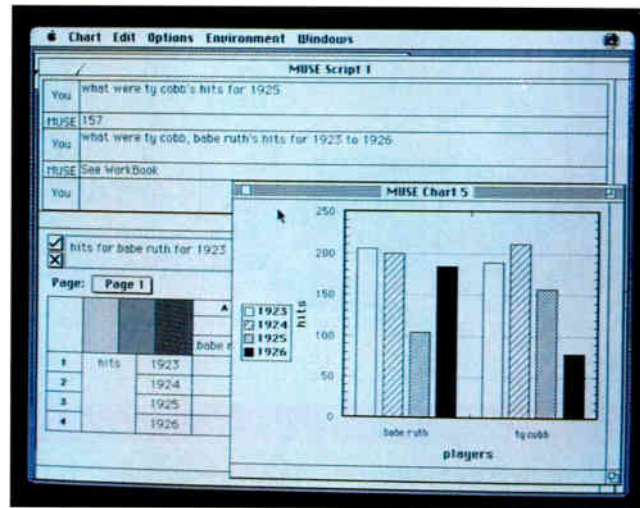 Chart Edit Options Environment Windows
MUSE Script 1
You what were ty cobb's hits for 1925
MUSE 157
You what were ty cobb, babe ruth's hits for 1923 to 1926
MUSE See WorkBook
You
hits for babe ruth for 1923
Page: Page 1
A
babe
1 hits 1923
2 1924
3 1925
4 1926
MUSE Chart 5
250
200
150
100
50
0
hits
1923
1924
1925
1926
babe ruth ty cobb
players